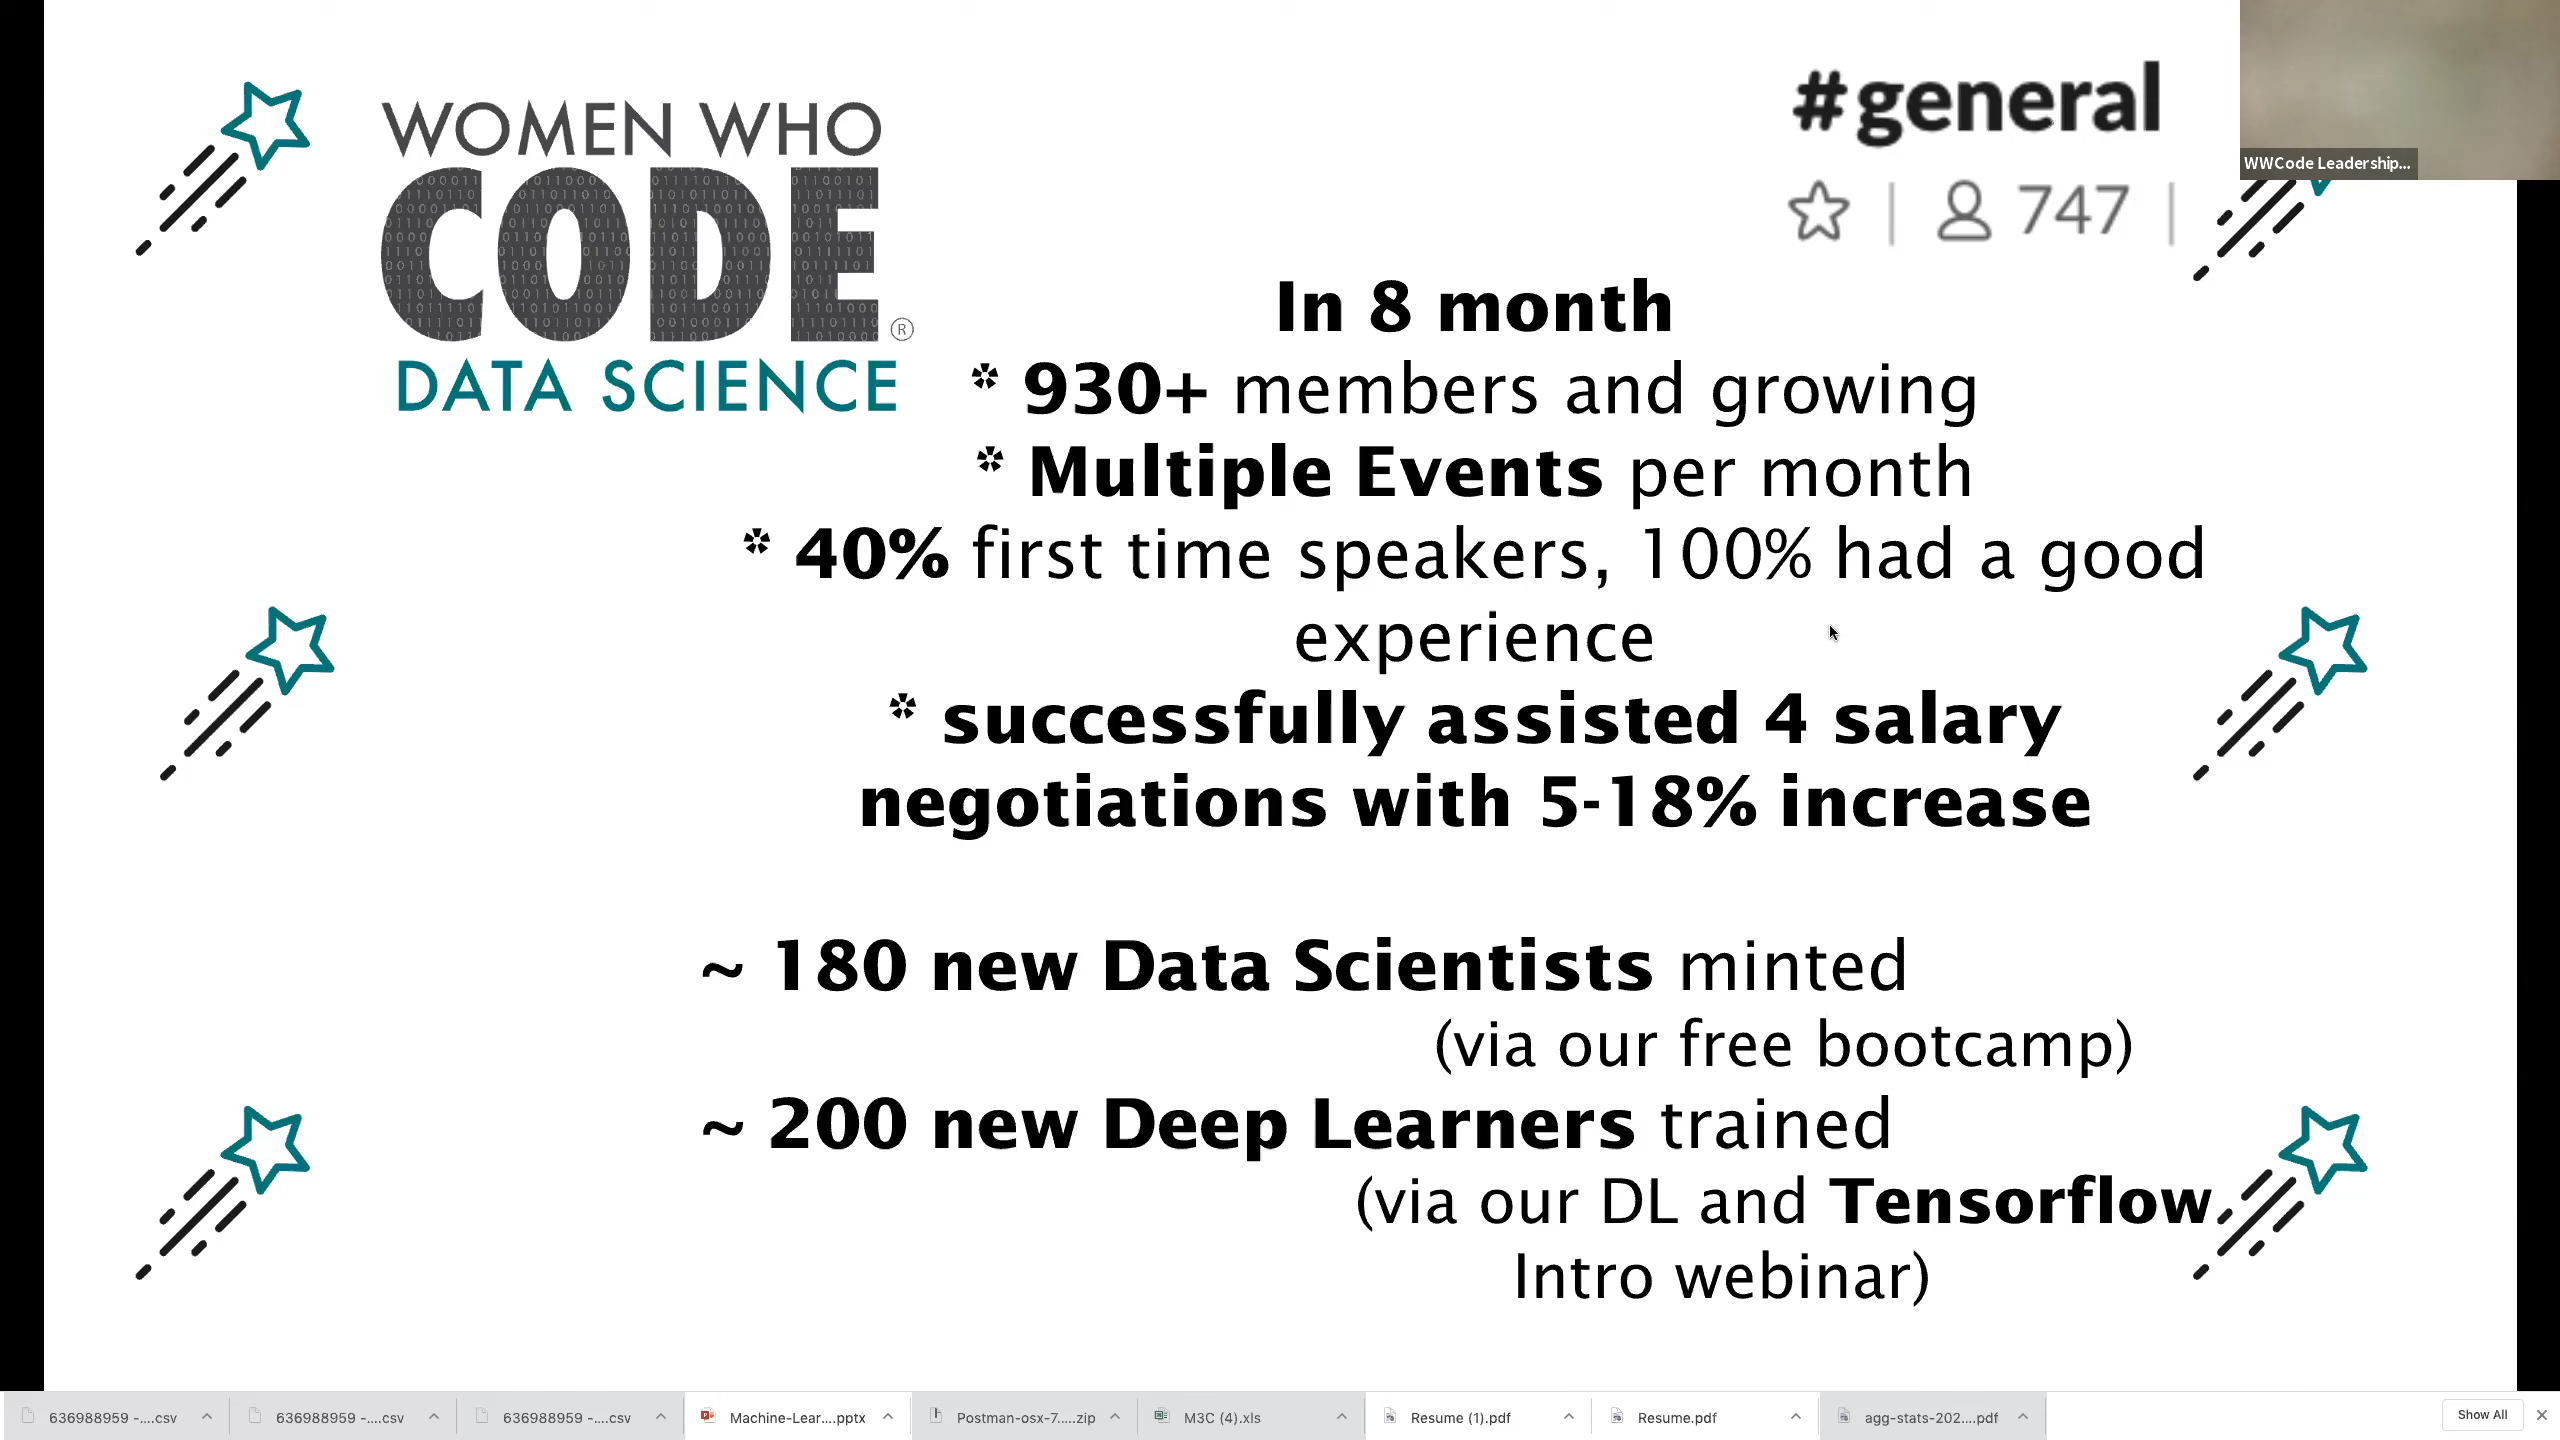 WOMEN WHO
CODE®
DATA SCIENCE
#general
747
WWCode Leadership...
In 8 month
* 930+ members and growing
* Multiple Events per month
* 40% first time speakers, 100% had a good
experience
* successfully assisted 4 salary
negotiations with 5-18% increase
~ 180 new Data Scientists minted
(via our free bootcamp)
~ 200 new Deep Learners trained
(via our DL and Tensorflow
Intro webinar)
636988959 -....csv
636988959 -....csv
636988959 -....csv
Machine-Lear....pptx
Postman-osx-7.....zip
M3C (4).xls
Resume (1).pdf
Resume.pdf
agg-stats-202....pdf
Show All